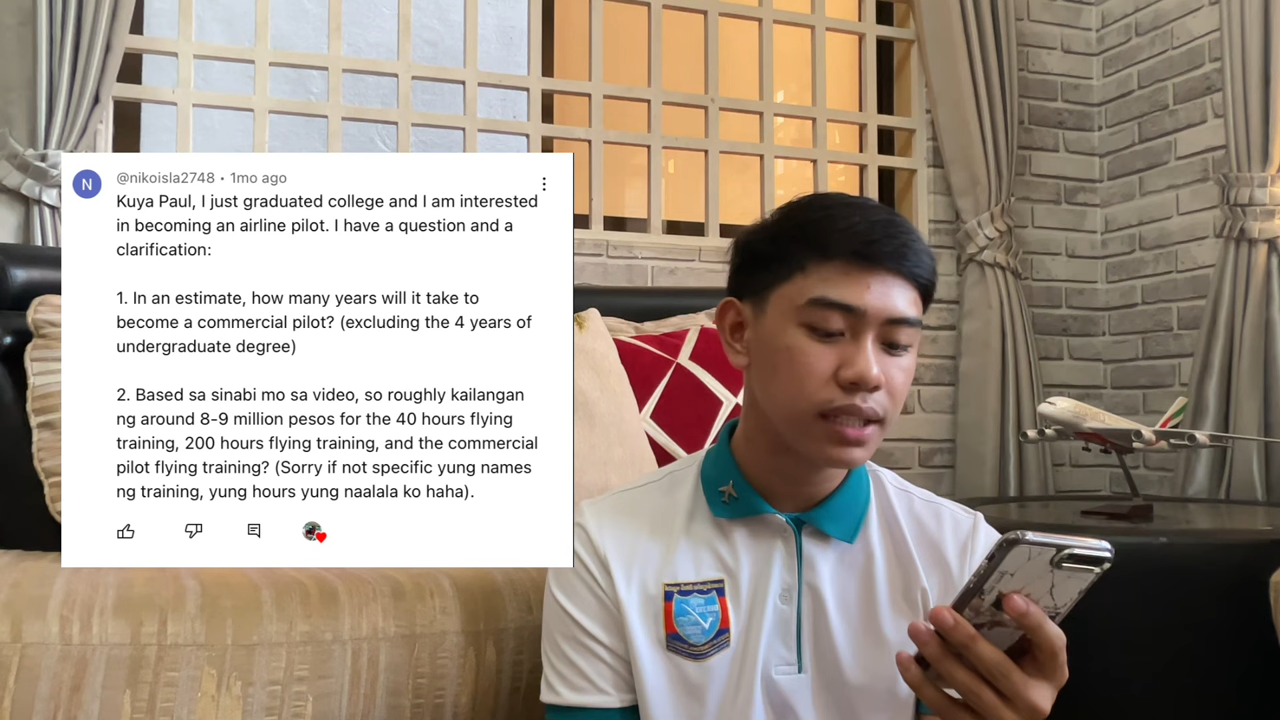 N
@nikoisla2748 • 1mo ago
Kuya Paul, I just graduated college and I am interested
in becoming an airline pilot. I have a question and a
clarification:
1. In an estimate, how many years will it take to
become a commercial pilot? (excluding the 4 years of
undergraduate degree)
2. Based sa sinabi mo sa video, so roughly kailangan
ng around 8-9 million pesos for the 40 hours flying
training, 200 hours flying training, and the commercial
pilot flying training? (Sorry if not specific yung names
ng training, yung hours yung naalala ko haha).